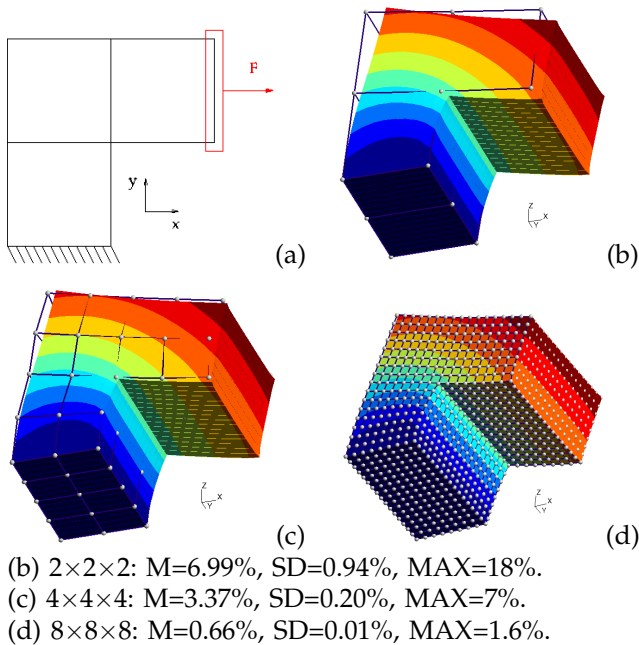 F
y
x
(a)
Z
X
Y
(b)
Z
X
Y
(c)
Z
X
Y
(d)
(b) 2×2×2: M=6.99%, SD=0.94%, MAX=18%.
(c) 4×4×4: M=3.37%, SD=0.20%, MAX=7%.
(d) 8×8×8: M=0.66%, SD=0.01%, MAX=1.6%.